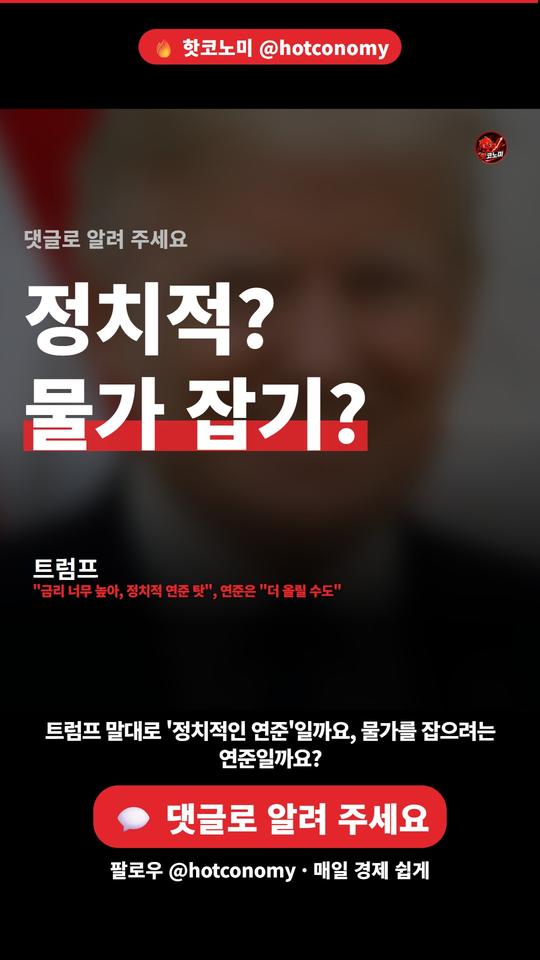 🔥 핫코노미 @hotconomy
코노미
댓글로 알려 주세요
정치적?
물가 잡기?
트럼프
"금리 너무 높아, 정치적 연준 탓", 연준은 "더 올릴 수도"
트럼프 말대로 '정치적인 연준'일까요, 물가를 잡으려는
연준일까요?
💬 댓글로 알려 주세요
팔로우 @hotconomy · 매일 경제 쉽게